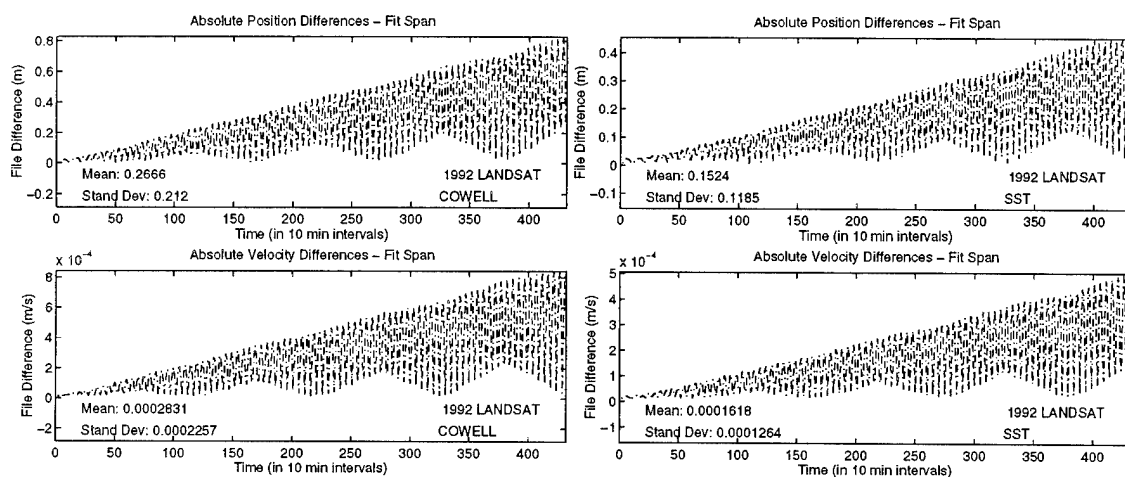 Absolute Position Differences – Fit Span
File Difference (m)
0.8
0.6
0.4
0.2
0
−0.2
Mean: 0.2666
Stand Dev: 0.212
1992 LANDSAT
COWELL
0 50 100 150 200 250 300 350 400
Time (in 10 min intervals)
Absolute Position Differences – Fit Span
File Difference (m)
0.4
0.3
0.2
0.1
0
−0.1
Mean: 0.1524
Stand Dev: 0.1185
1992 LANDSAT
SST
0 50 100 150 200 250 300 350 400
Time (in 10 min intervals)
x 10⁻⁴
Absolute Velocity Differences – Fit Span
File Difference (m/s)
8
6
4
2
0
−2
Mean: 0.0002831
Stand Dev: 0.0002257
1992 LANDSAT
COWELL
0 50 100 150 200 250 300 350 400
Time (in 10 min intervals)
x 10⁻⁴
Absolute Velocity Differences – Fit Span
File Difference (m/s)
5
4
3
2
1
0
−1
Mean: 0.0001618
Stand Dev: 0.0001264
1992 LANDSAT
SST
0 50 100 150 200 250 300 350 400
Time (in 10 min intervals)